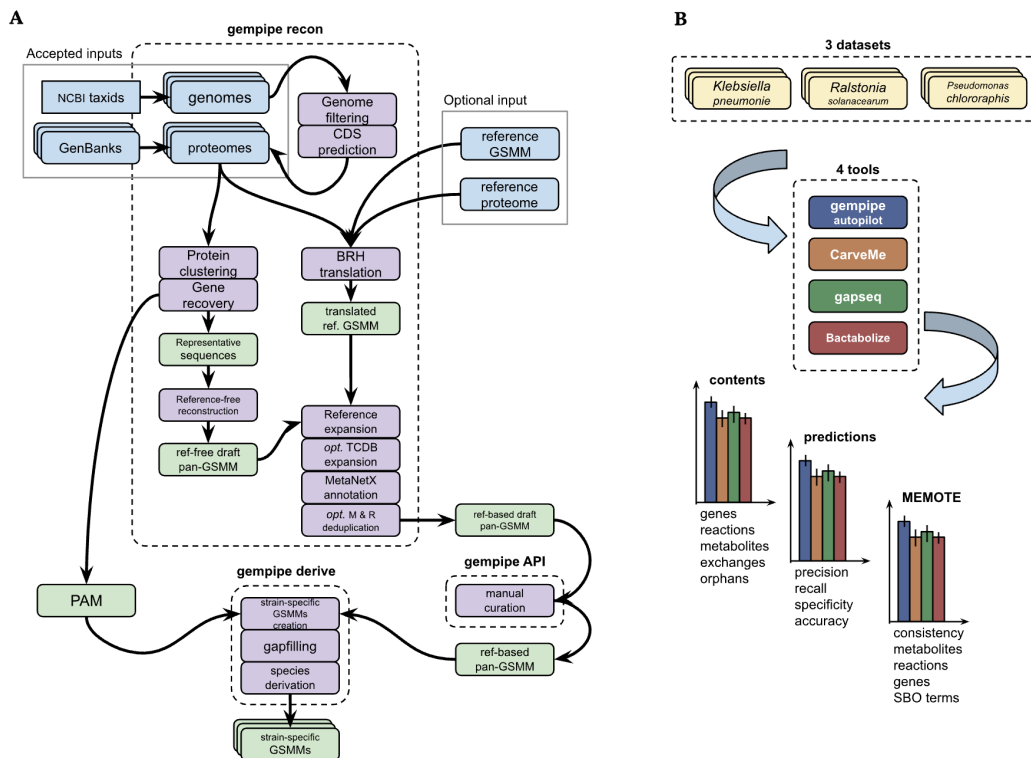 A
gempipe recon
Accepted inputs
NCBI taxids
genomes
GenBanks
proteomes
Genome
filtering
CDS
prediction
Optional input
reference
GSMM
reference
proteome
Protein
clustering
Gene
recovery
BRH
translation
Representative
sequences
translated
ref. GSMM
Reference-free
reconstruction
ref-free draft
pan-GSMM
Reference
expansion
opt. TCDB
expansion
MetaNetX
annotation
opt. M & R
deduplication
ref-based draft
pan-GSMM
gempipe API
manual
curation
ref-based
pan-GSMM
PAM
gempipe derive
strain-specific
GSMMs
creation
gapfilling
species
derivation
strain-specific
GSMMs
B
3 datasets
Klebsiella
pneumonie
Ralstonia
solanacearum
Pseudomonas
chlororaphis
4 tools
gempipe
autopilot
CarveMe
gapseq
Bactabolize
contents
genes
reactions
metabolites
exchanges
orphans
predictions
precision
recall
specificity
accuracy
MEMOTE
consistency
metabolites
reactions
genes
SBO terms